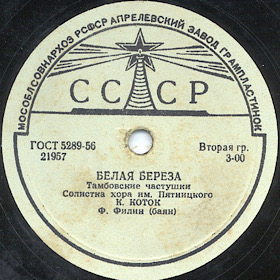 МОСОБЛСОВНАРХОЗ РСФСР АПРЕЛЕВСКИЙ ЗАВОД ГРАМПЛАСТИНОК
СССР
ГОСТ 5289-56 Вторая гр.
21957 3-00
БЕЛАЯ БЕРЕЗА
Тамбовские частушки
Солистка хора им. Пятницкого
К. КОТОК
Ф. Филин (баян)